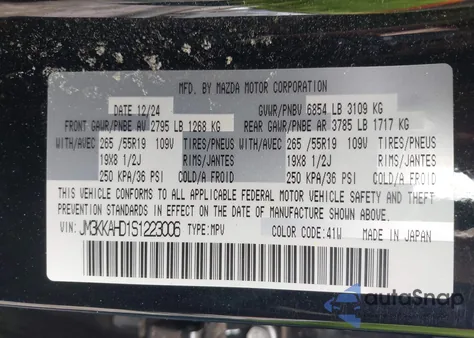 MFD. BY MAZDA MOTOR CORPORATION
DATE 12/24 GVWR/PNBV 6854 LB 3109 KG
FRONT GAWR/PNBE AV 2795 LB 1268 KG REAR GAWR/PNBE AR 3785 LB 1717 KG
WITH/AVEC 265 /55R19 109V TIRES/PNEUS WITH/AVEC 265 /55R19 109V TIRES/PNEUS
19X8 1/2J RIMS/JANTES 19X8 1/2J RIMS/JANTES
250 KPA/36 PSI COLD/A FROID 250 KPA/36 PSI COLD/A FROID
THIS VEHICLE CONFORMS TO ALL APPLICABLE FEDERAL MOTOR VEHICLE SAFETY AND THEFT
PREVENTION STANDARDS IN EFFECT ON THE DATE OF MANUFACTURE SHOWN ABOVE.
VIN: JM3KKAHD1S1223006 TYPE:MPV COLOR CODE:41W MADE IN JAPAN
autoSnap